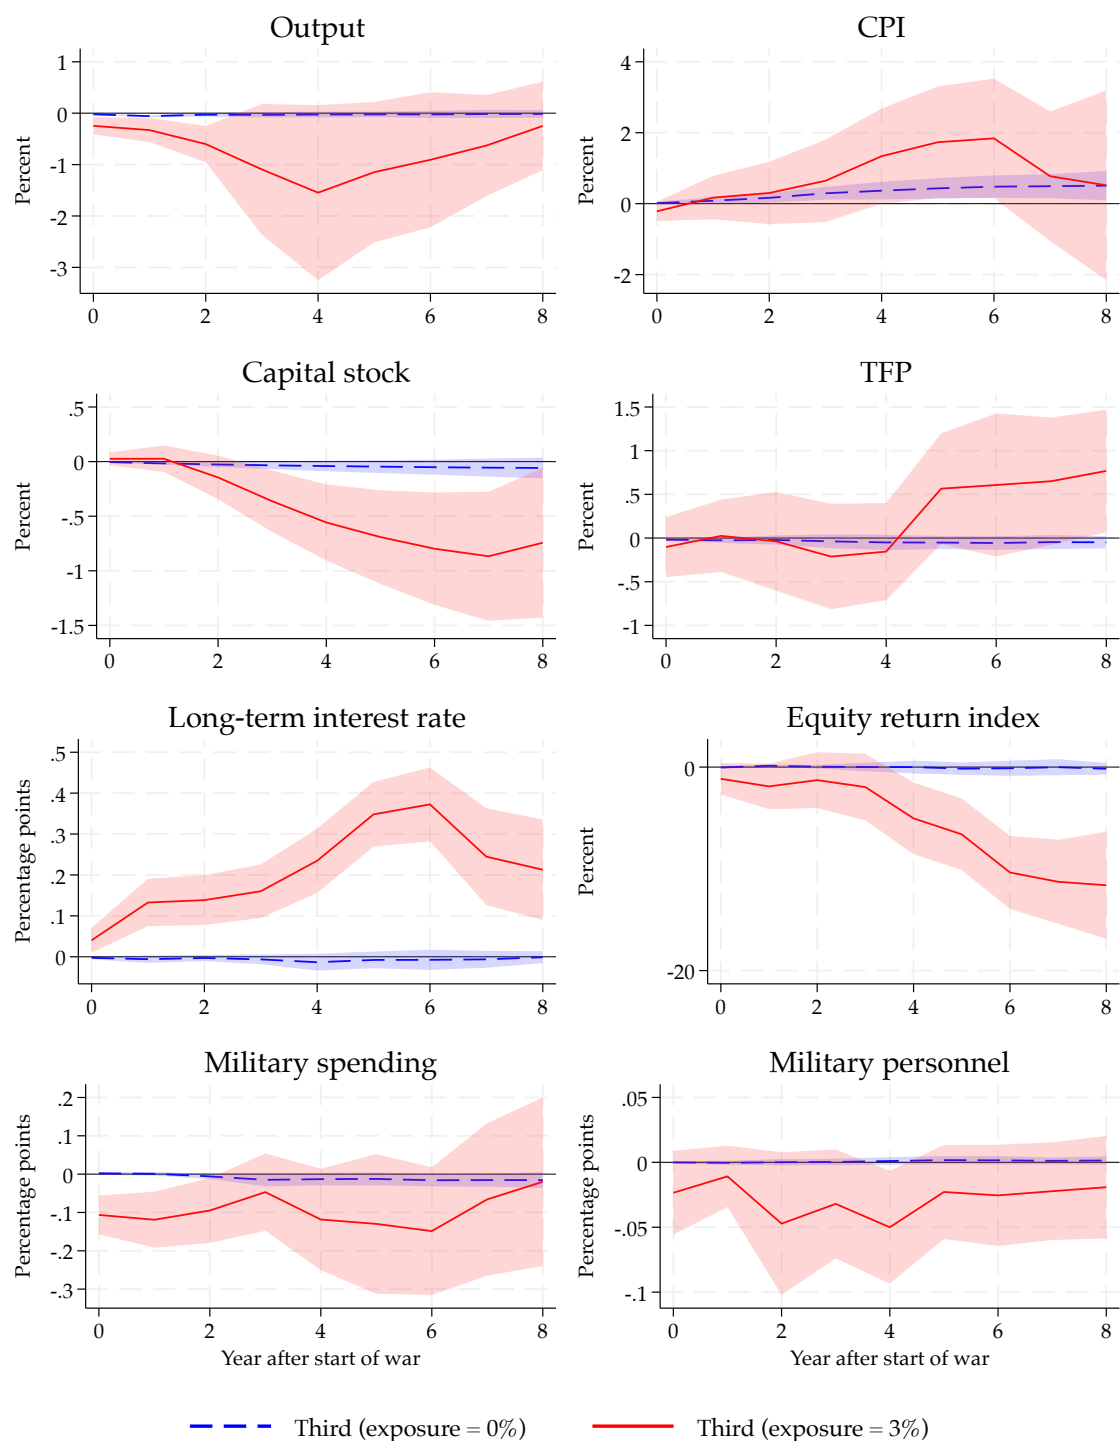 Output
Percent
1
0
-1
-2
-3
0 2 4 6 8
CPI
Percent
4
2
0
-2
0 2 4 6 8
Capital stock
Percent
.5
0
-.5
-1
-1.5
0 2 4 6 8
TFP
Percent
1.5
1
.5
0
-.5
-1
0 2 4 6 8
Long-term interest rate
Percentage points
.5
.4
.3
.2
.1
0
0 2 4 6 8
Equity return index
Percent
0
-20
0 2 4 6 8
Military spending
Percentage points
.2
.1
0
-.1
-.2
-.3
0 2 4 6 8
Year after start of war
Military personnel
Percentage points
.05
0
-.05
-.1
0 2 4 6 8
Year after start of war
Third (exposure = 0%)
Third (exposure = 3%)